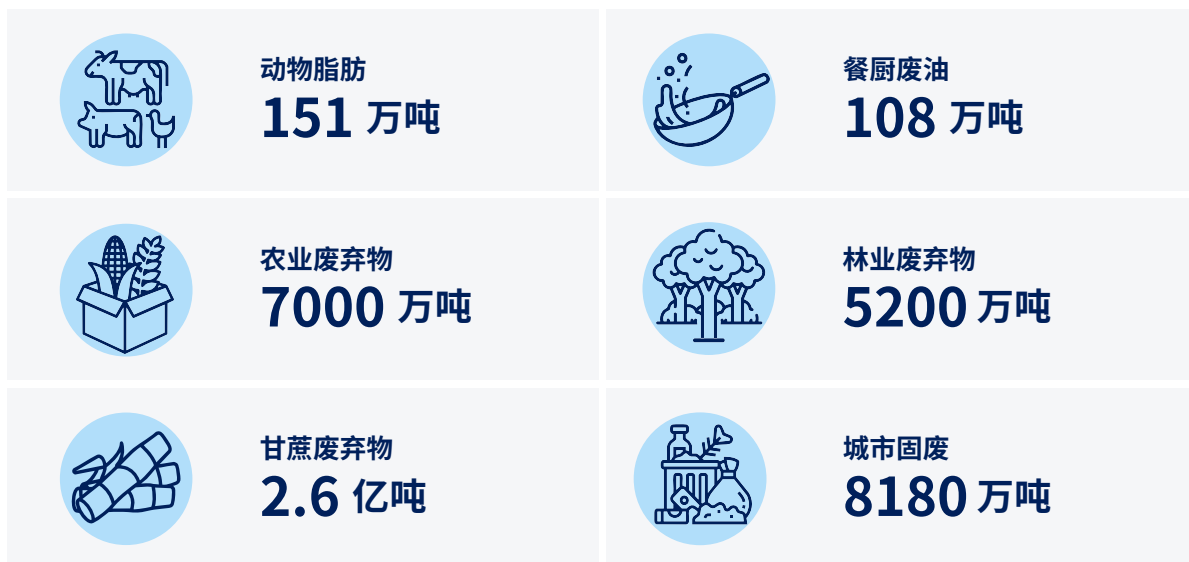 动物脂肪
151 万吨
餐厨废油
108 万吨
农业废弃物
7000 万吨
林业废弃物
5200 万吨
甘蔗废弃物
2.6 亿吨
城市固废
8180 万吨